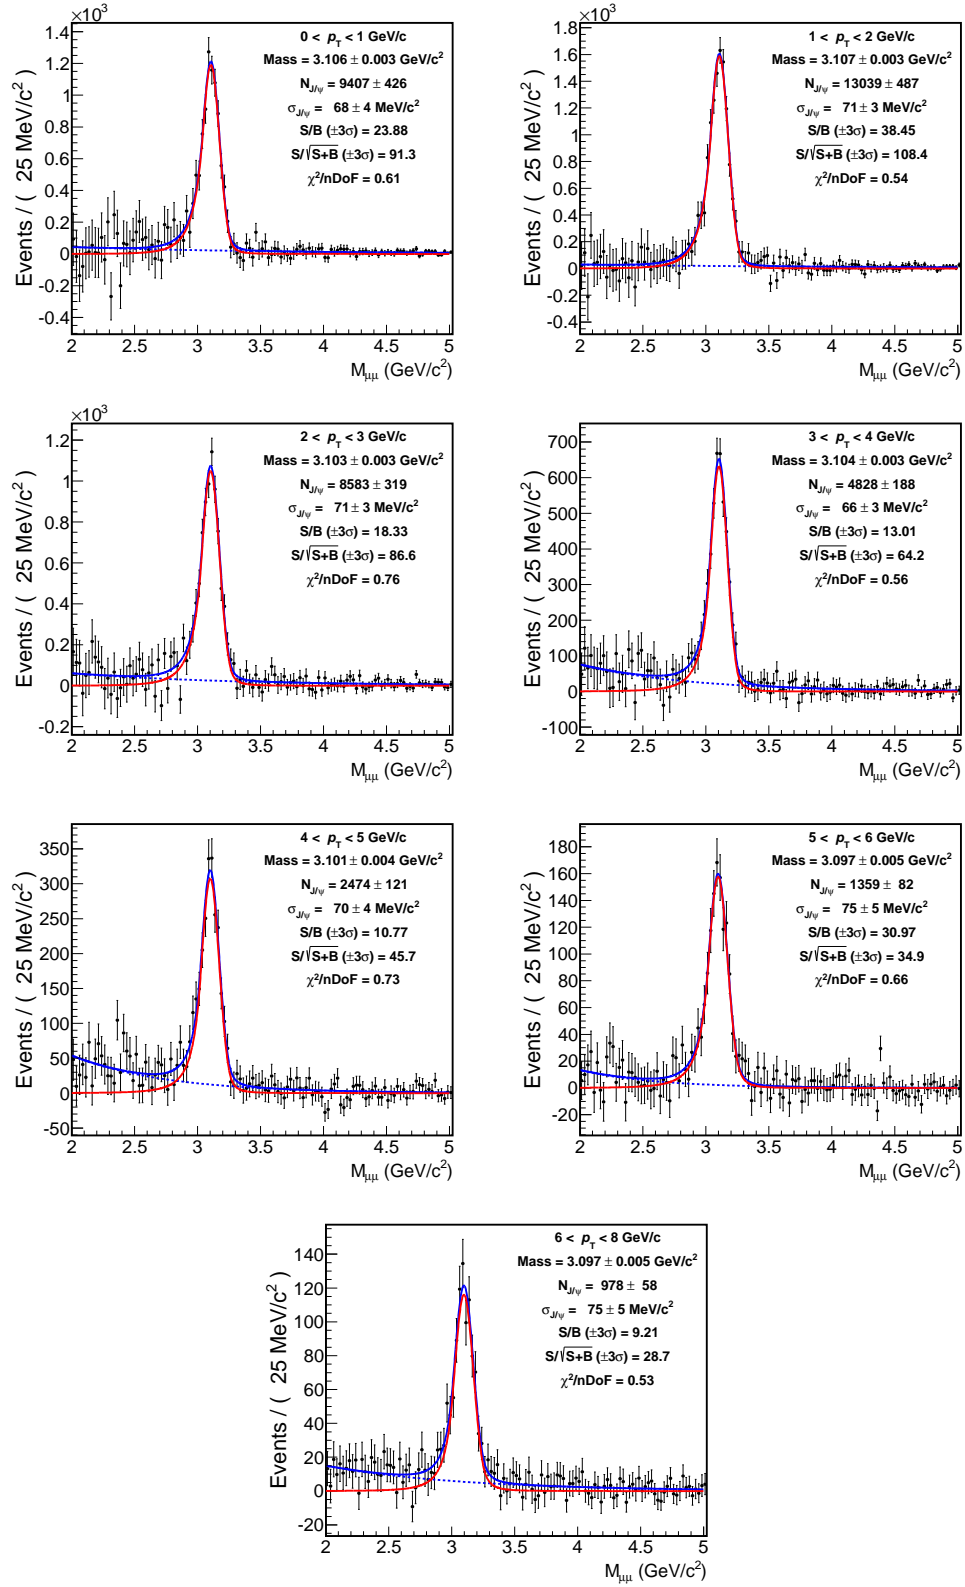 ×10³
Events / ( 25 MeV/c²)
1.4
1.2
1
0.8
0.6
0.4
0.2
0
-0.2
-0.4
0 < p_T < 1 GeV/c
Mass = 3.106 ± 0.003 GeV/c²
N_J/ψ = 9407 ± 426
σ_J/ψ = 68 ± 4 MeV/c²
S/B (±3σ) = 23.88
S/√S+B (±3σ) = 91.3
χ²/nDoF = 0.61
2 2.5 3 3.5 4 4.5 5
M_μμ (GeV/c²)
×10³
Events / ( 25 MeV/c²)
1.8
1.6
1.4
1.2
1
0.8
0.6
0.4
0.2
0
-0.2
-0.4
1 < p_T < 2 GeV/c
Mass = 3.107 ± 0.003 GeV/c²
N_J/ψ = 13039 ± 487
σ_J/ψ = 71 ± 3 MeV/c²
S/B (±3σ) = 38.45
S/√S+B (±3σ) = 108.4
χ²/nDoF = 0.54
2 2.5 3 3.5 4 4.5 5
M_μμ (GeV/c²)
×10³
Events / ( 25 MeV/c²)
1.2
1
0.8
0.6
0.4
0.2
0
-0.2
2 < p_T < 3 GeV/c
Mass = 3.103 ± 0.003 GeV/c²
N_J/ψ = 8583 ± 319
σ_J/ψ = 71 ± 3 MeV/c²
S/B (±3σ) = 18.33
S/√S+B (±3σ) = 86.6
χ²/nDoF = 0.76
2 2.5 3 3.5 4 4.5 5
M_μμ (GeV/c²)
Events / ( 25 MeV/c²)
700
600
500
400
300
200
100
0
-100
3 < p_T < 4 GeV/c
Mass = 3.104 ± 0.003 GeV/c²
N_J/ψ = 4828 ± 188
σ_J/ψ = 66 ± 3 MeV/c²
S/B (±3σ) = 13.01
S/√S+B (±3σ) = 64.2
χ²/nDoF = 0.56
2 2.5 3 3.5 4 4.5 5
M_μμ (GeV/c²)
Events / ( 25 MeV/c²)
350
300
250
200
150
100
50
0
-50
4 < p_T < 5 GeV/c
Mass = 3.101 ± 0.004 GeV/c²
N_J/ψ = 2474 ± 121
σ_J/ψ = 70 ± 4 MeV/c²
S/B (±3σ) = 10.77
S/√S+B (±3σ) = 45.7
χ²/nDoF = 0.73
2 2.5 3 3.5 4 4.5 5
M_μμ (GeV/c²)
Events / ( 25 MeV/c²)
180
160
140
120
100
80
60
40
20
0
-20
5 < p_T < 6 GeV/c
Mass = 3.097 ± 0.005 GeV/c²
N_J/ψ = 1359 ± 82
σ_J/ψ = 75 ± 5 MeV/c²
S/B (±3σ) = 30.97
S/√S+B (±3σ) = 34.9
χ²/nDoF = 0.66
2 2.5 3 3.5 4 4.5 5
M_μμ (GeV/c²)
Events / ( 25 MeV/c²)
140
120
100
80
60
40
20
0
-20
6 < p_T < 8 GeV/c
Mass = 3.097 ± 0.005 GeV/c²
N_J/ψ = 978 ± 58
σ_J/ψ = 75 ± 5 MeV/c²
S/B (±3σ) = 9.21
S/√S+B (±3σ) = 28.7
χ²/nDoF = 0.53
2 2.5 3 3.5 4 4.5 5
M_μμ (GeV/c²)